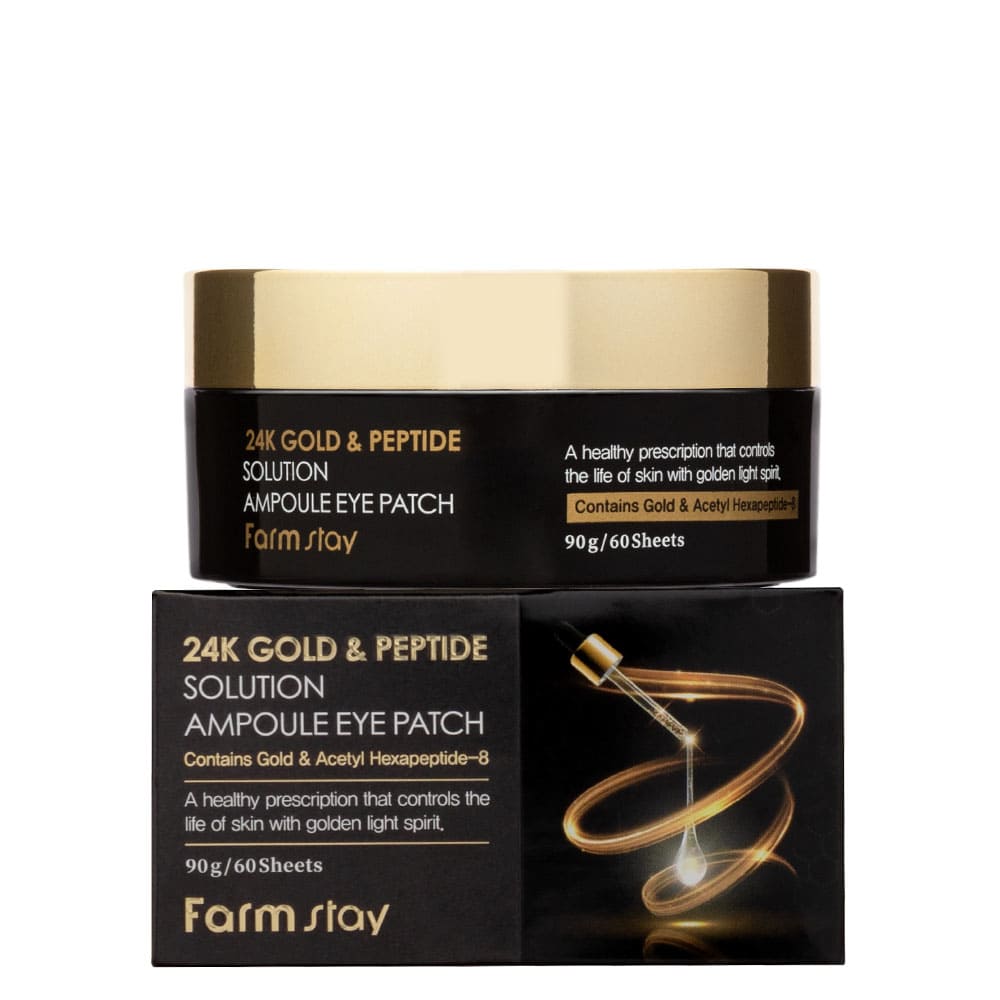 24K GOLD & PEPTIDE
SOLUTION
AMPOULE EYE PATCH
Farm stay
A healthy prescription that controls
the life of skin with golden light spirit.
Contains Gold & Acetyl Hexapeptide-8
90g/60Sheets
24K GOLD & PEPTIDE
SOLUTION
AMPOULE EYE PATCH
Contains Gold & Acetyl Hexapeptide-8
A healthy prescription that controls the
life of skin with golden light spirit.
90g/60Sheets
Farm stay